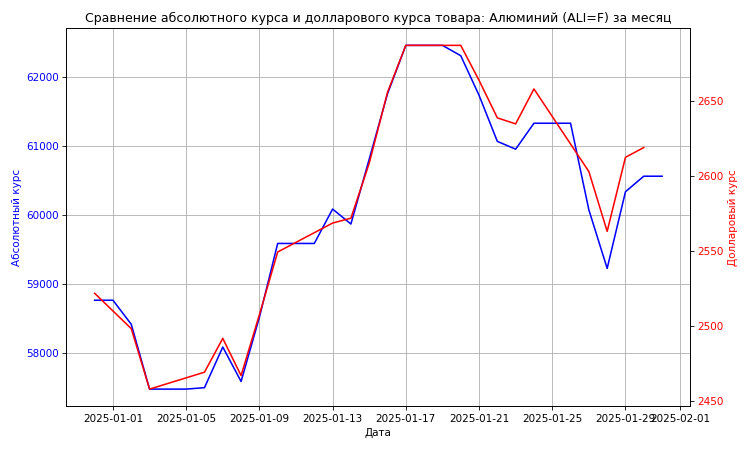 Сравнение абсолютного курса и долларового курса товара: Алюминий (ALI=F) за месяц
Абсолютный курс
62000
61000
60000
59000
58000
2650
2600
2550
2500
2450
Долларовый курс
2025-01-01 2025-01-05 2025-01-09 2025-01-13 2025-01-17 2025-01-21 2025-01-25 2025-01-29 2025-02-01
Дата